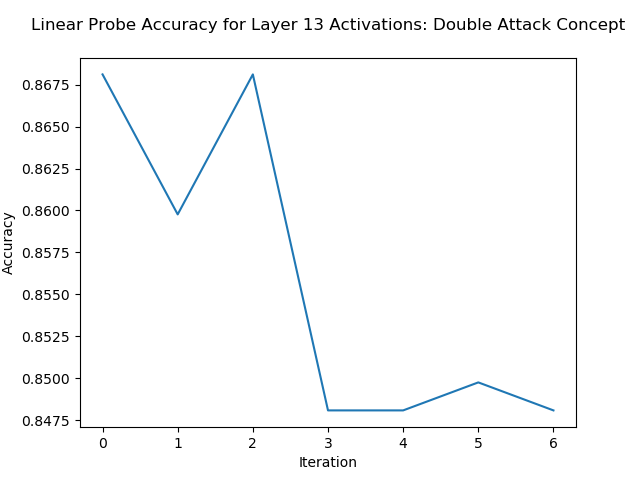 Linear Probe Accuracy for Layer 13 Activations: Double Attack Concept
0.8675
0.8650
0.8625
0.8600
0.8575
0.8550
0.8525
0.8500
0.8475
Accuracy
0 1 2 3 4 5 6
Iteration